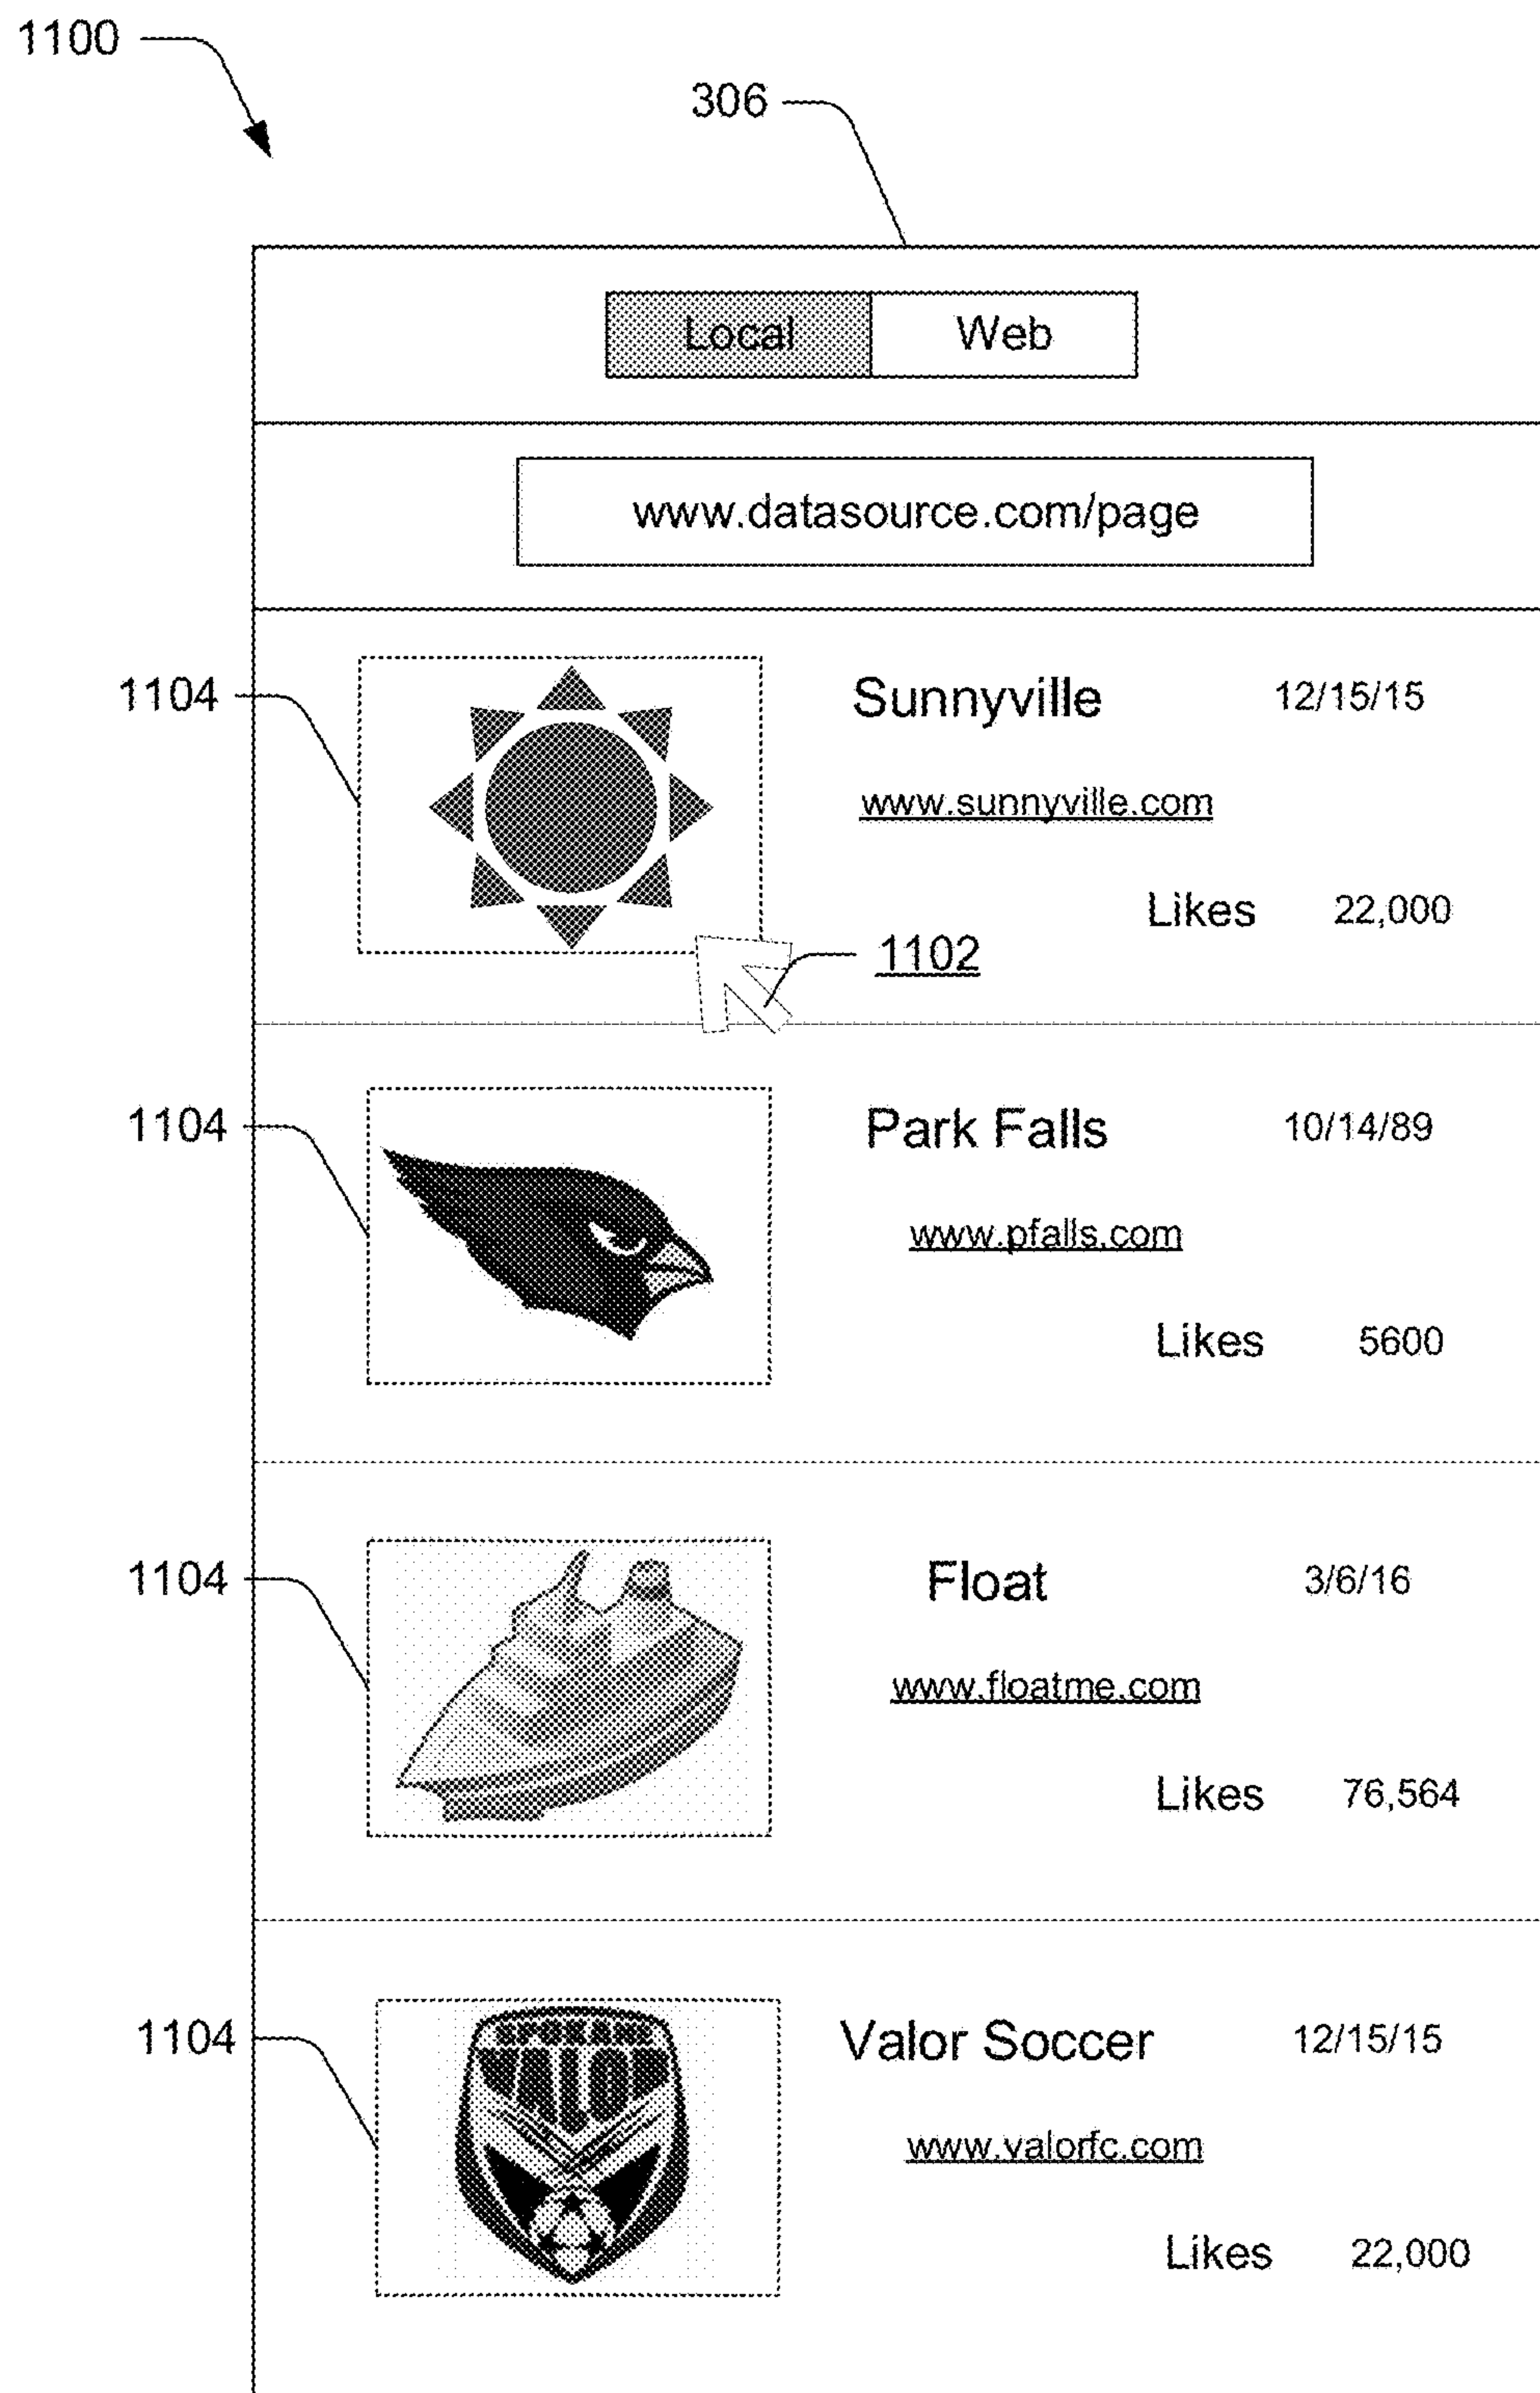 1100
306
Local Web
www.datasource.com/page
1104 Sunnyville 12/15/15
www.sunnyville.com
Likes 22,000
1102
1104 Park Falls 10/14/89
www.pfalls.com
Likes 5600
1104 Float 3/6/16
www.floatme.com
Likes 76,564
SPOKANE
VALOR
1104 Valor Soccer 12/15/15
www.valorfc.com
Likes 22,000